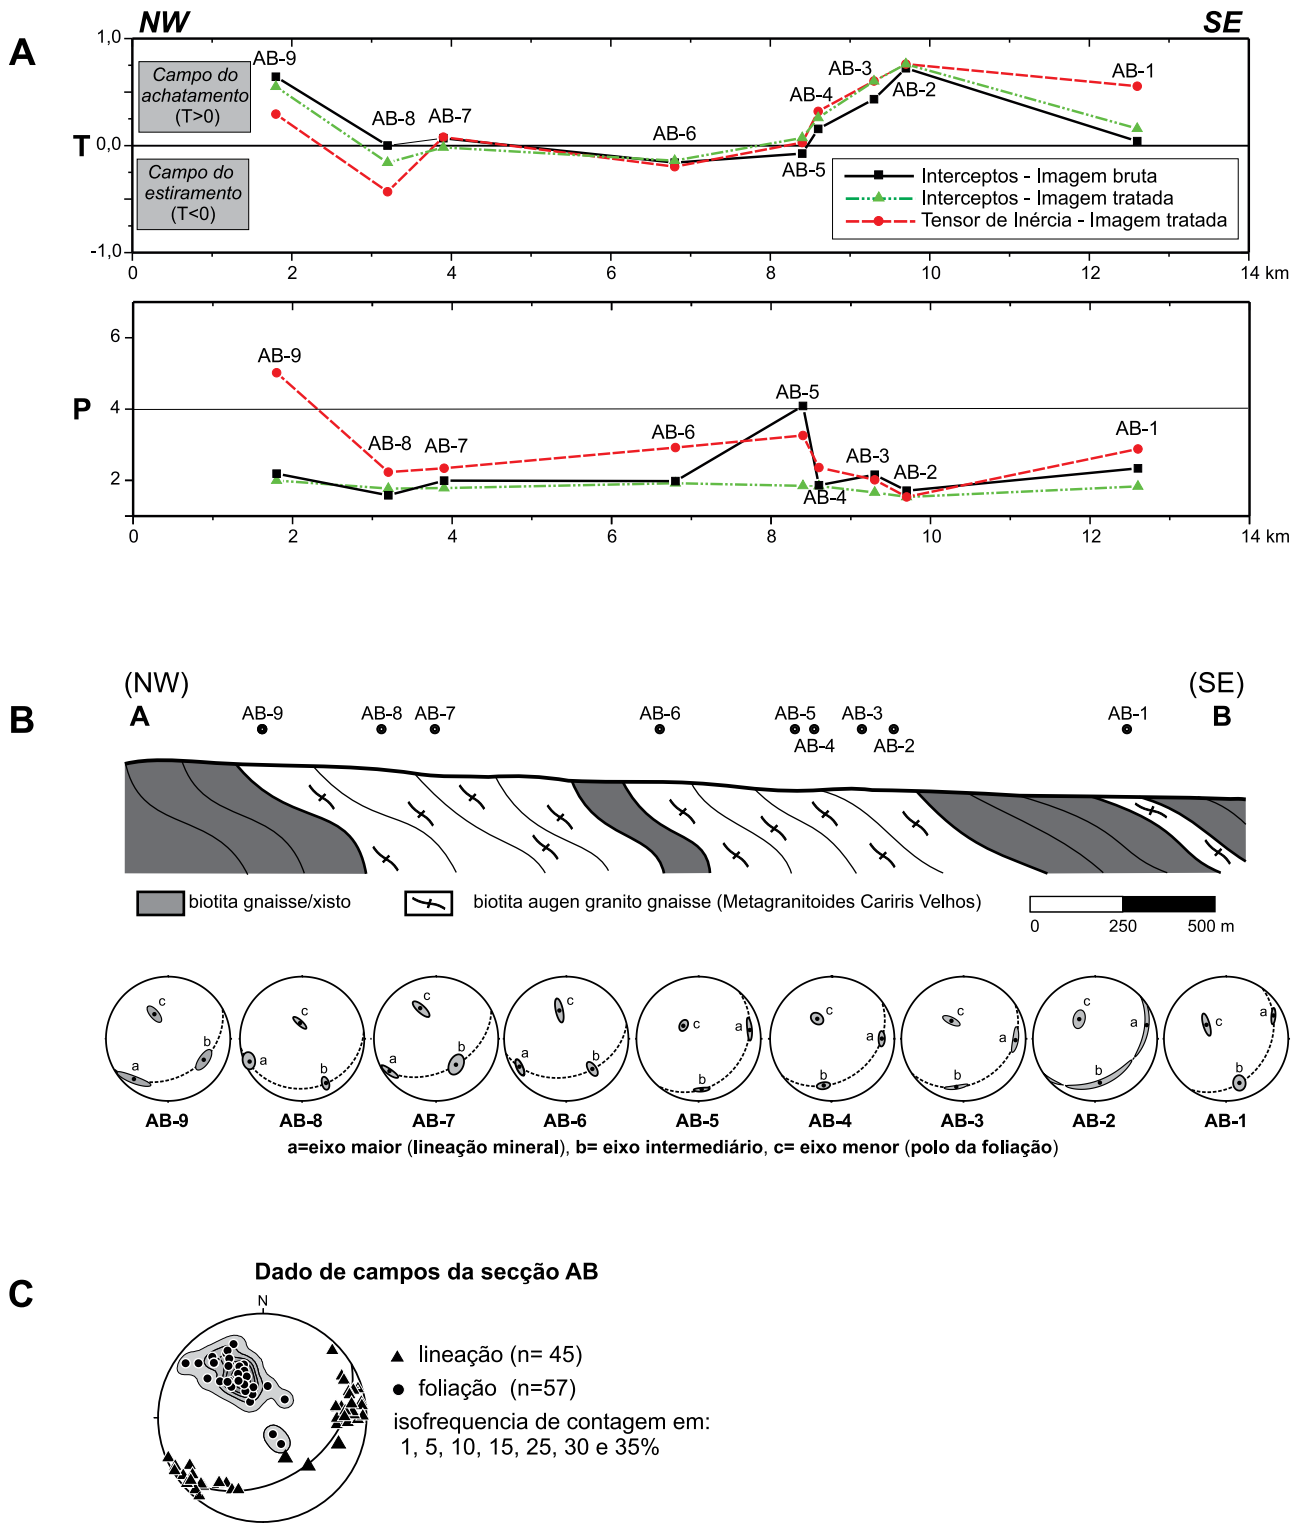 A
NW
SE
1,0
0,0
-1,0
T
Campo do
achatamento
(T>0)
Campo do
estiramento
(T<0)
AB-9
AB-8
AB-7
AB-6
AB-5
AB-4
AB-3
AB-2
AB-1
Interceptos - Imagem bruta
Interceptos - Imagem tratada
Tensor de Inércia - Imagem tratada
0 2 4 6 8 10 12 14 km
P
6
4
2
AB-9
AB-8
AB-7
AB-6
AB-5
AB-4
AB-3
AB-2
AB-1
0 2 4 6 8 10 12 14 km
B
(NW)
(SE)
A
B
AB-9 AB-8 AB-7 AB-6 AB-5 AB-3 AB-1
AB-4 AB-2
biotita gnaisse/xisto
biotita augen granito gnaisse (Metagranitoides Cariris Velhos)
0 250 500 m
c b a
c a b
c a b
c a b
c a b
c a b
c a b
c a b
c a b
AB-9 AB-8 AB-7 AB-6 AB-5 AB-4 AB-3 AB-2 AB-1
a=eixo maior (lineação mineral), b= eixo intermediário, c= eixo menor (polo da foliação)
C
Dado de campos da secção AB
N
lineação (n= 45)
foliação (n=57)
isofrequencia de contagem em:
1, 5, 10, 15, 25, 30 e 35%